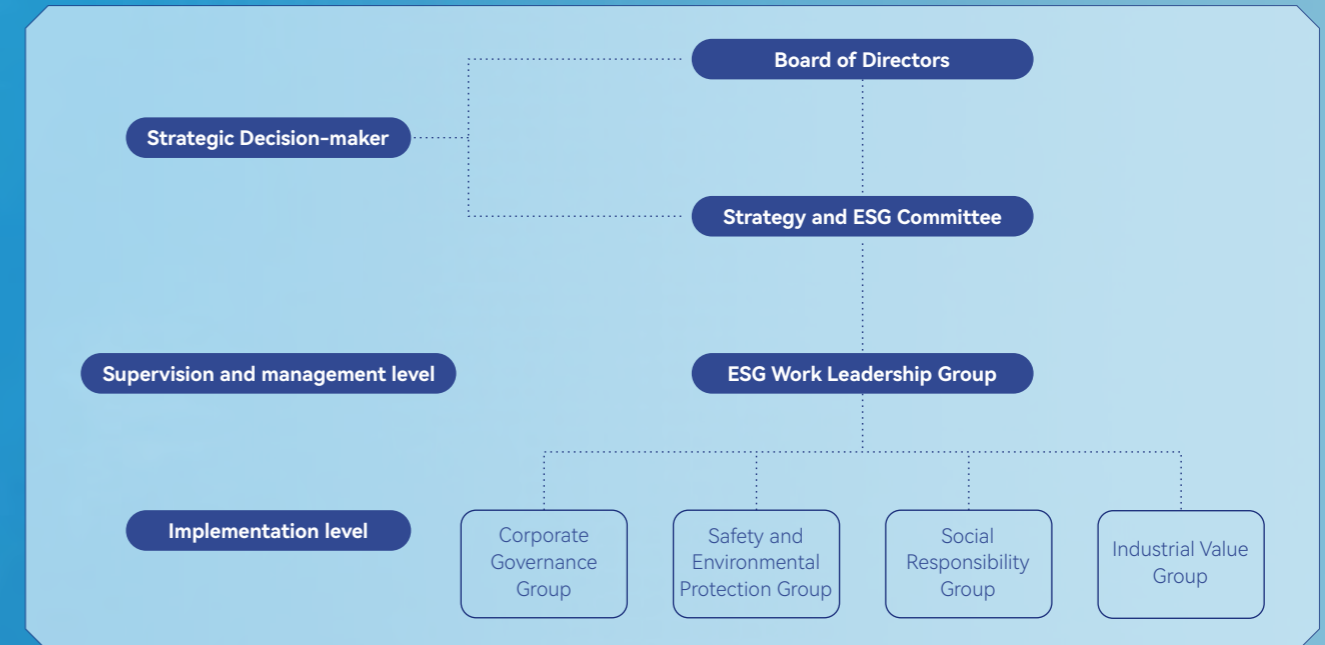 Board of Directors
Strategic Decision-maker
Strategy and ESG Committee
Supervision and management level
ESG Work Leadership Group
Implementation level
Corporate
Governance
Group
Safety and
Environmental
Protection Group
Social
Responsibility
Group
Industrial Value
Group